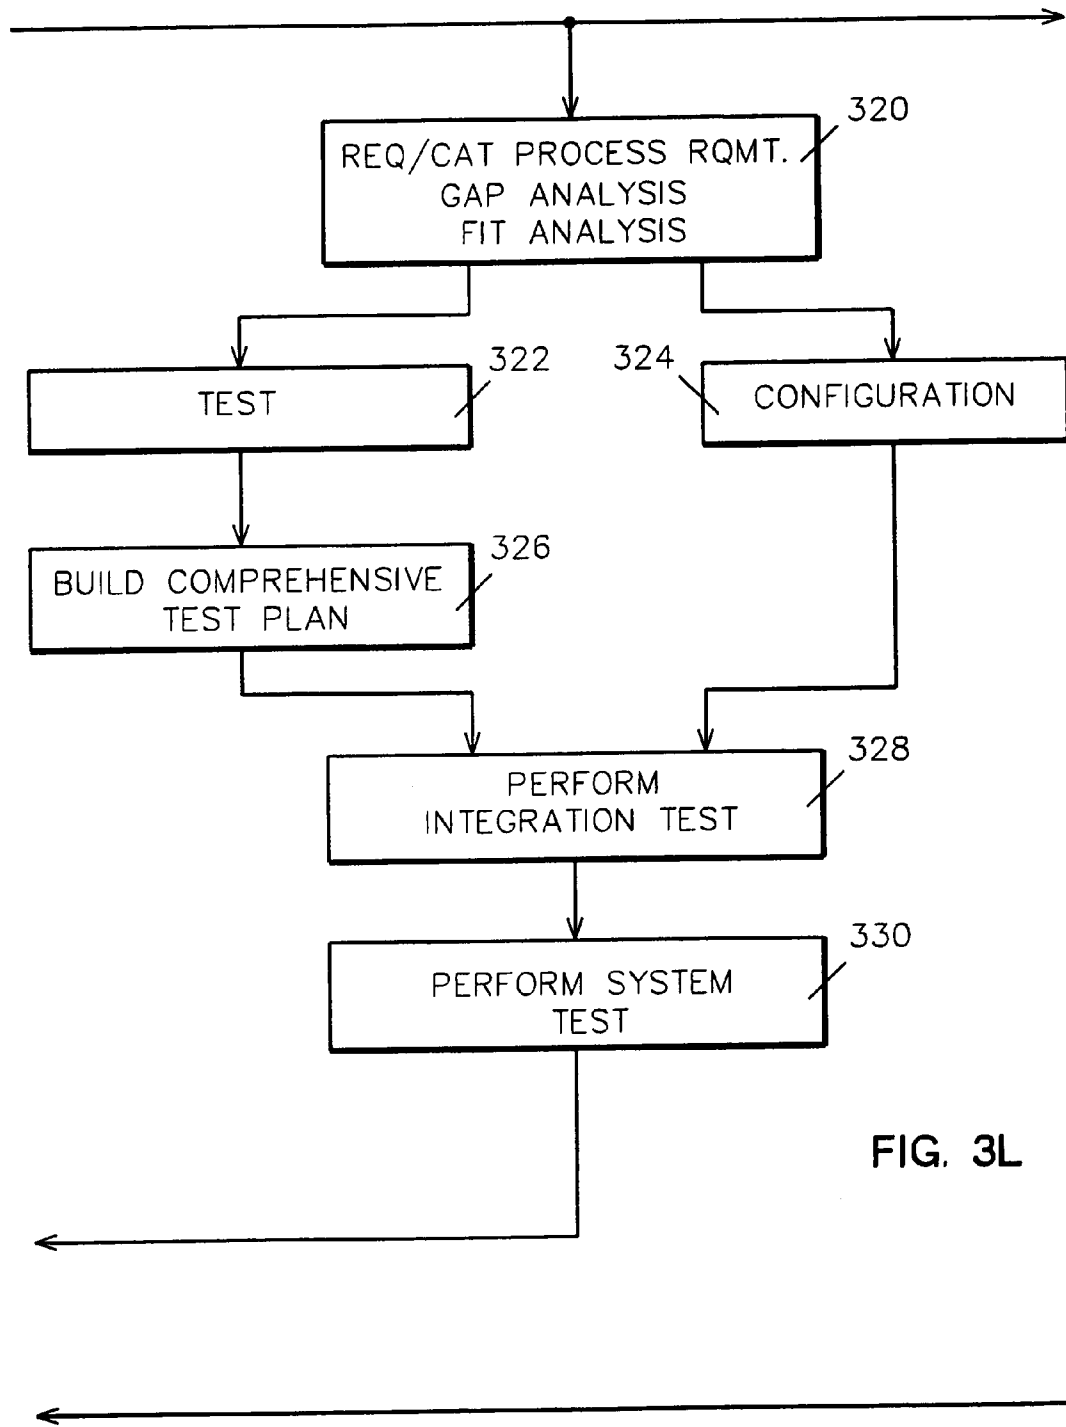 320
REQ/CAT PROCESS RQMT.
GAP ANALYSIS
FIT ANALYSIS
322
TEST
324
CONFIGURATION
326
BUILD COMPREHENSIVE
TEST PLAN
328
PERFORM
INTEGRATION TEST
330
PERFORM SYSTEM
TEST
FIG. 3L